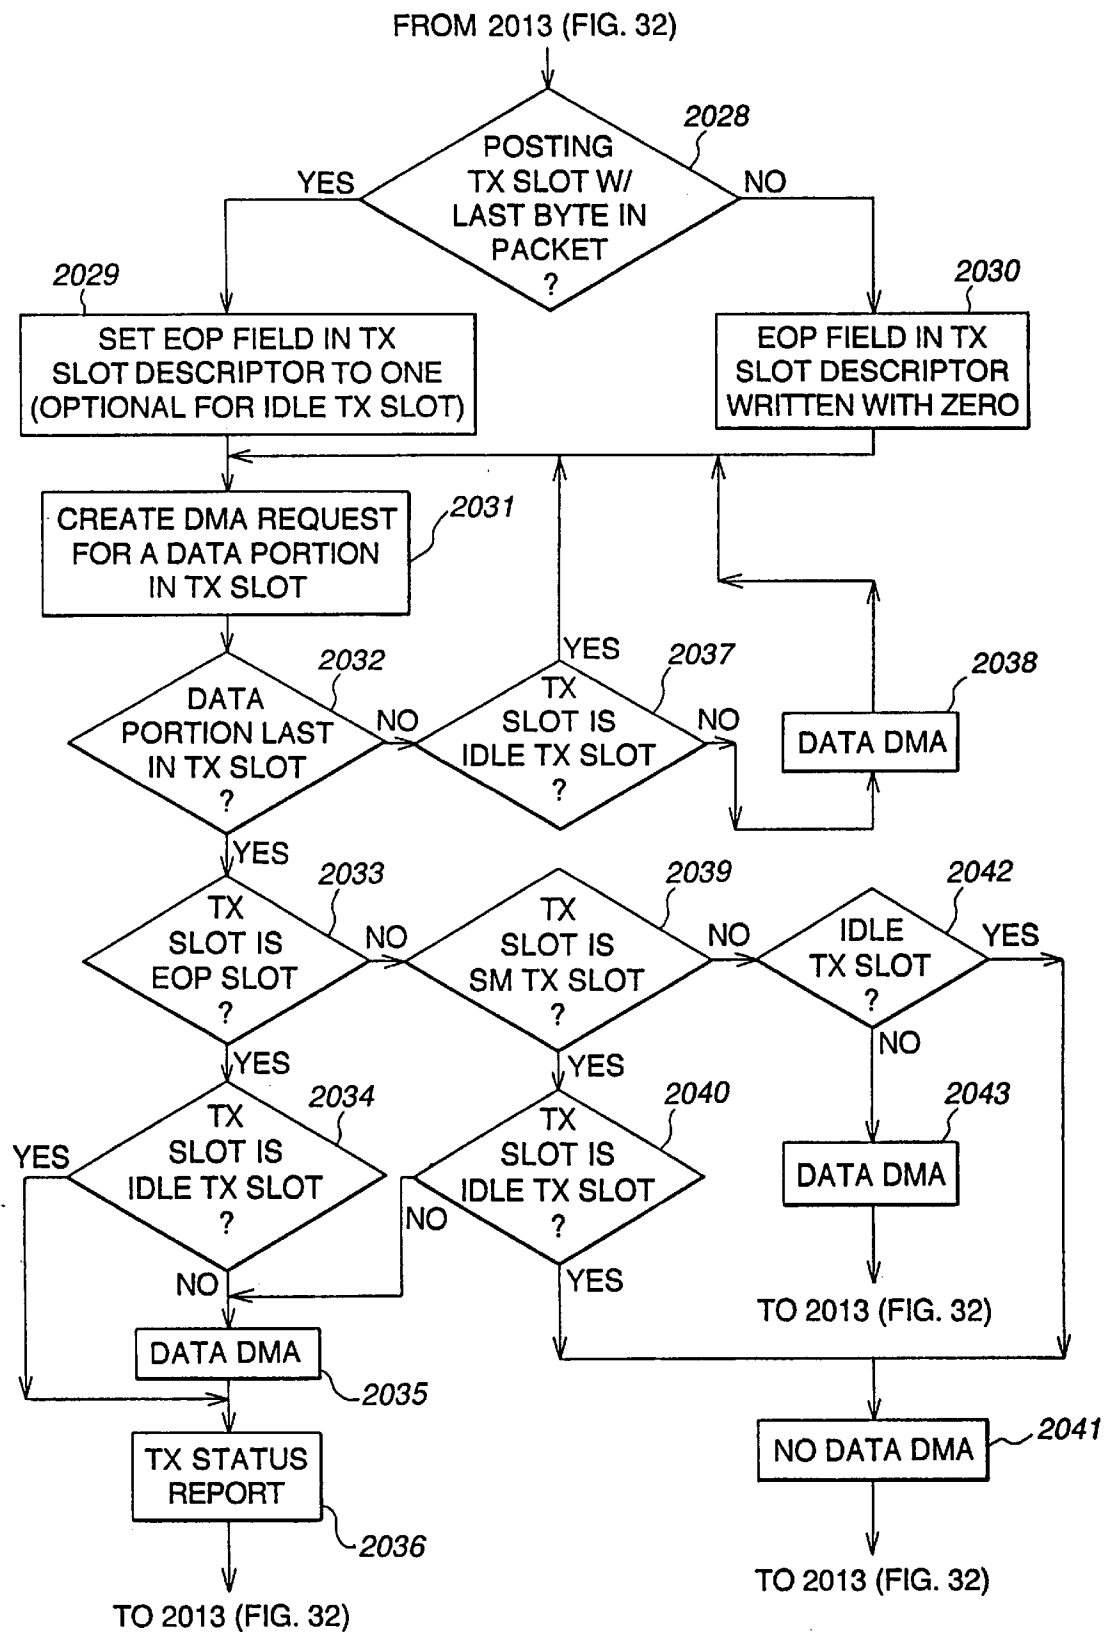 FROM 2013 (FIG. 32)
2028
POSTING
TX SLOT W/
LAST BYTE IN
PACKET
?
YES
NO
2029
SET EOP FIELD IN TX
SLOT DESCRIPTOR TO ONE
(OPTIONAL FOR IDLE TX SLOT)
2030
EOP FIELD IN TX
SLOT DESCRIPTOR
WRITTEN WITH ZERO
2031
CREATE DMA REQUEST
FOR A DATA PORTION
IN TX SLOT
2032
DATA
PORTION LAST
IN TX SLOT
?
NO
YES
2037
TX
SLOT IS
IDLE TX SLOT
?
YES
NO
2038
DATA DMA
2033
TX
SLOT IS
EOP SLOT
?
NO
YES
2039
TX
SLOT IS
SM TX SLOT
?
NO
YES
2042
IDLE
TX SLOT
?
YES
NO
2034
TX
SLOT IS
IDLE TX SLOT
?
YES
NO
2040
TX
SLOT IS
IDLE TX SLOT
?
NO
YES
2043
DATA DMA
TO 2013 (FIG. 32)
DATA DMA
2035
TX STATUS
REPORT
2036
TO 2013 (FIG. 32)
NO DATA DMA
2041
TO 2013 (FIG. 32)